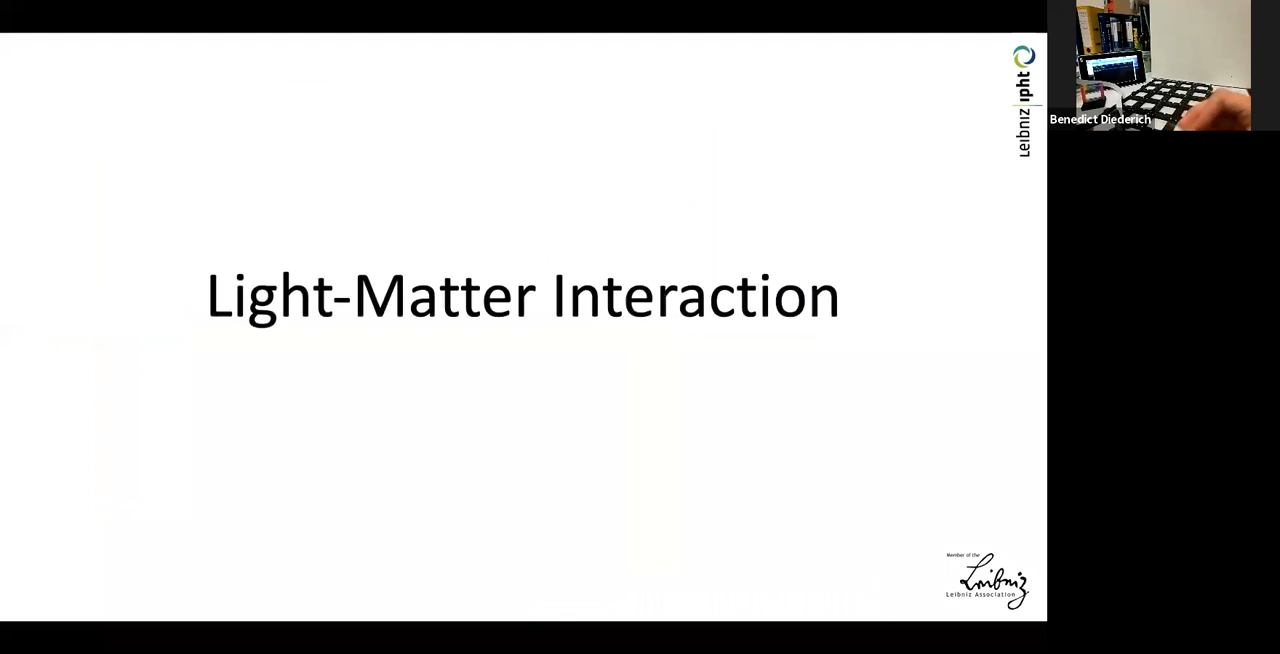 Leibniz ipht
Benedict Diederich
Light-Matter Interaction
Member of the
Leibniz
Leibniz Association